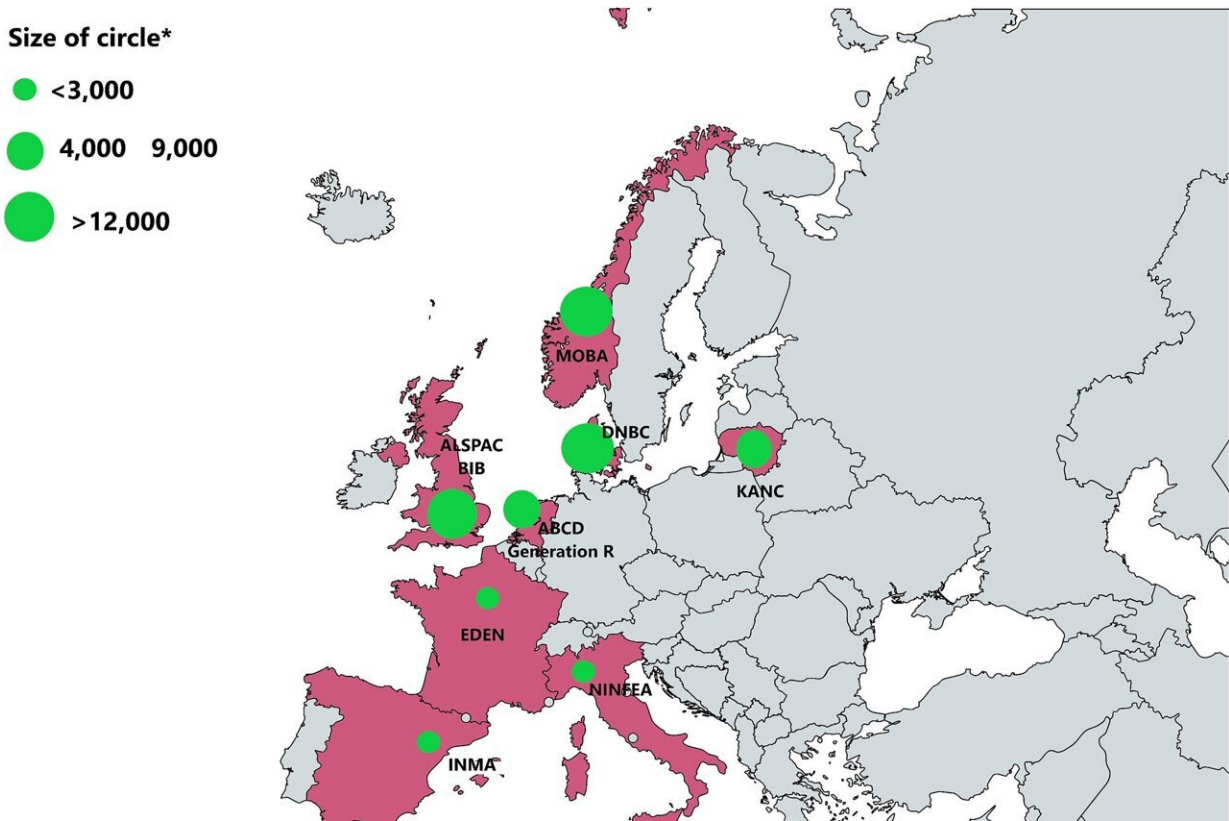 Size of circle*
<3,000
4,000 9,000
>12,000
MOBA
DNBC
ALSPAC
BIB
KANC
ABCD
Generation R
EDEN
NINFEA
INMA